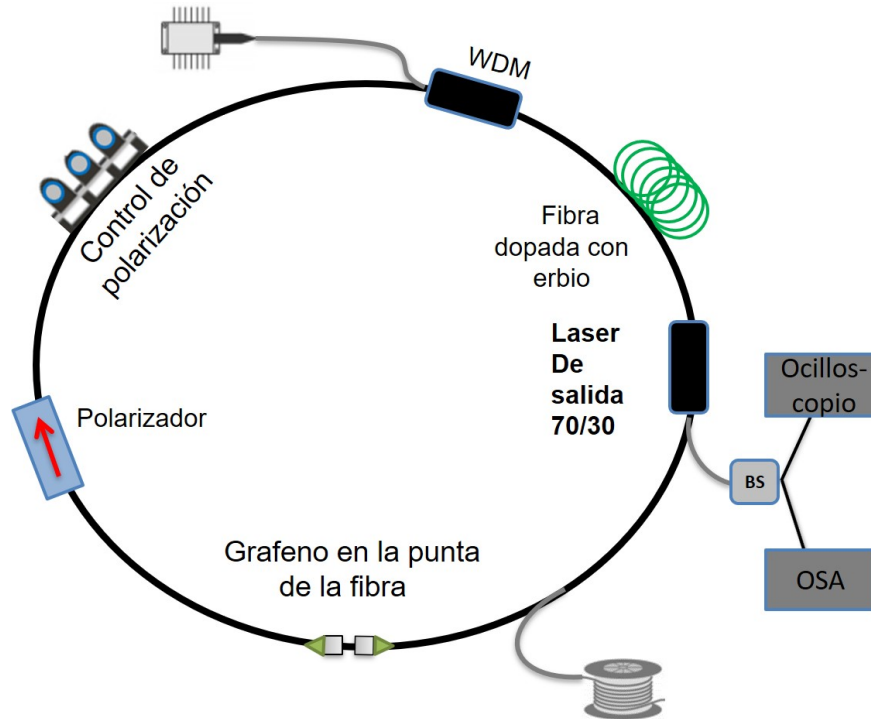 WDM
Control de
polarización
Fibra
dopada con
erbio
Laser
De
salida
70/30
Ocillos-
copio
Polarizador
BS
Grafeno en la punta
de la fibra
OSA